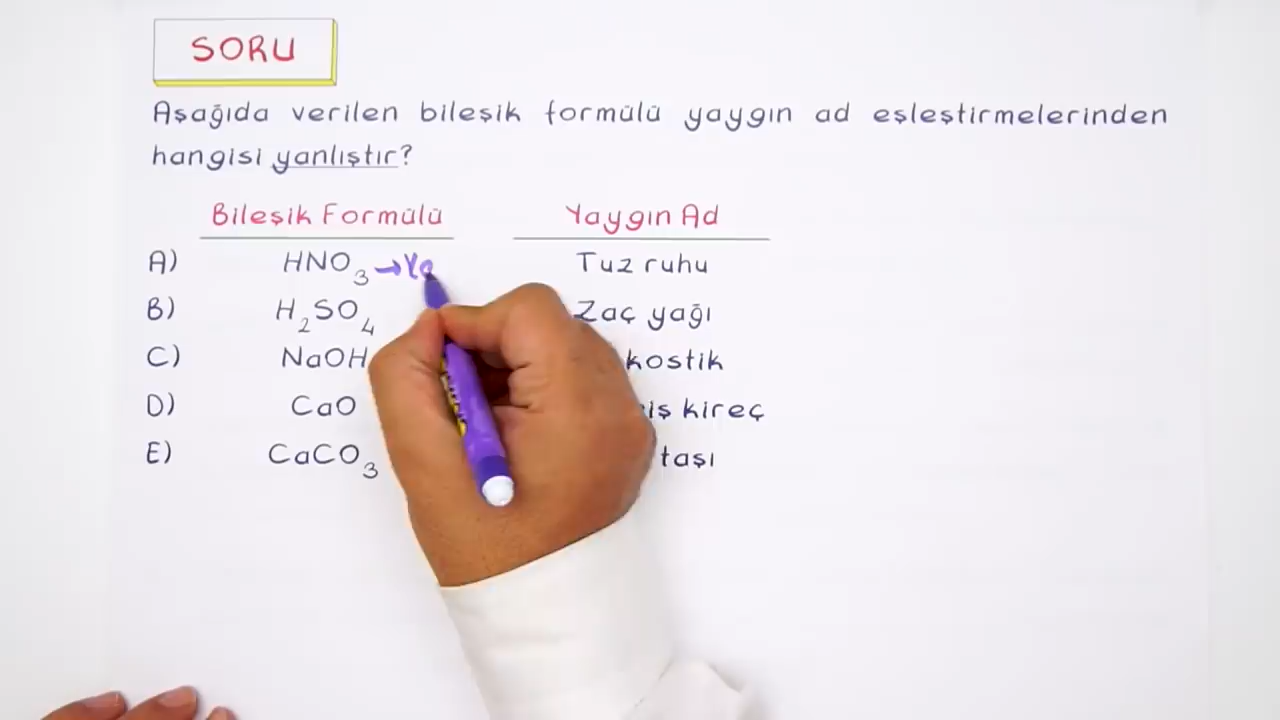 SORU
Aşağıda verilen bileşik formülü yaygın ad eşleştirmelerinden
hangisi yanlıştır?
Bileşik Formülü Yaygın Ad
A) HNO₃ → Tuz ruhu
B) H₂SO₄ Zaç yağı
C) NaOH kostik
D) CaO kireç
E) CaCO₃ taşı